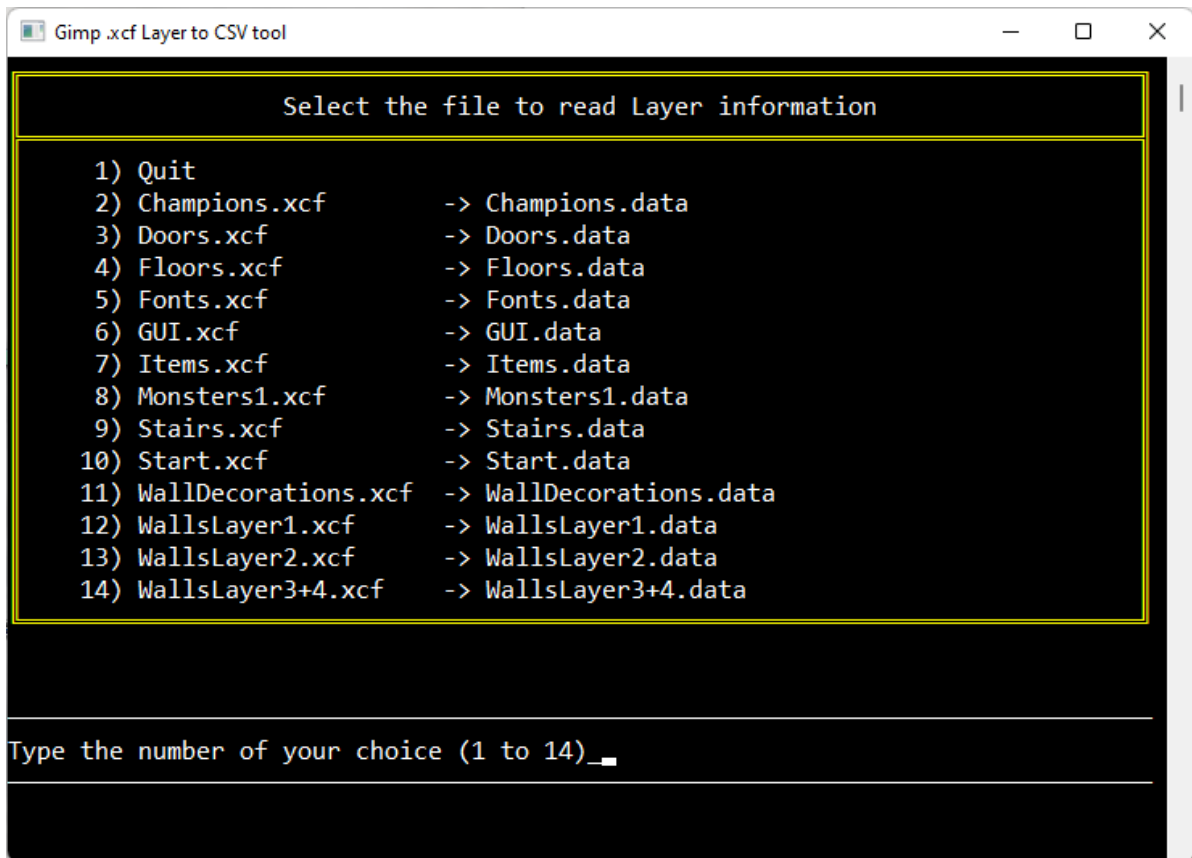 Gimp .xcf Layer to CSV tool
Select the file to read Layer information
1) Quit
2) Champions.xcf -> Champions.data
3) Doors.xcf -> Doors.data
4) Floors.xcf -> Floors.data
5) Fonts.xcf -> Fonts.data
6) GUI.xcf -> GUI.data
7) Items.xcf -> Items.data
8) Monsters1.xcf -> Monsters1.data
9) Stairs.xcf -> Stairs.data
10) Start.xcf -> Start.data
11) WallDecorations.xcf -> WallDecorations.data
12) WallsLayer1.xcf -> WallsLayer1.data
13) WallsLayer2.xcf -> WallsLayer2.data
14) WallsLayer3+4.xcf -> WallsLayer3+4.data
Type the number of your choice (1 to 14)_